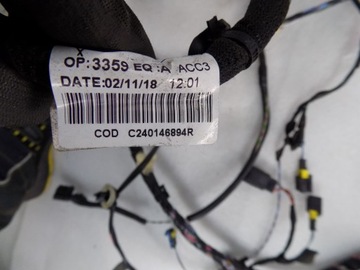 OP:3359 EQ:A ACC3
DATE:02/11/18 12:01
COD C240146894R